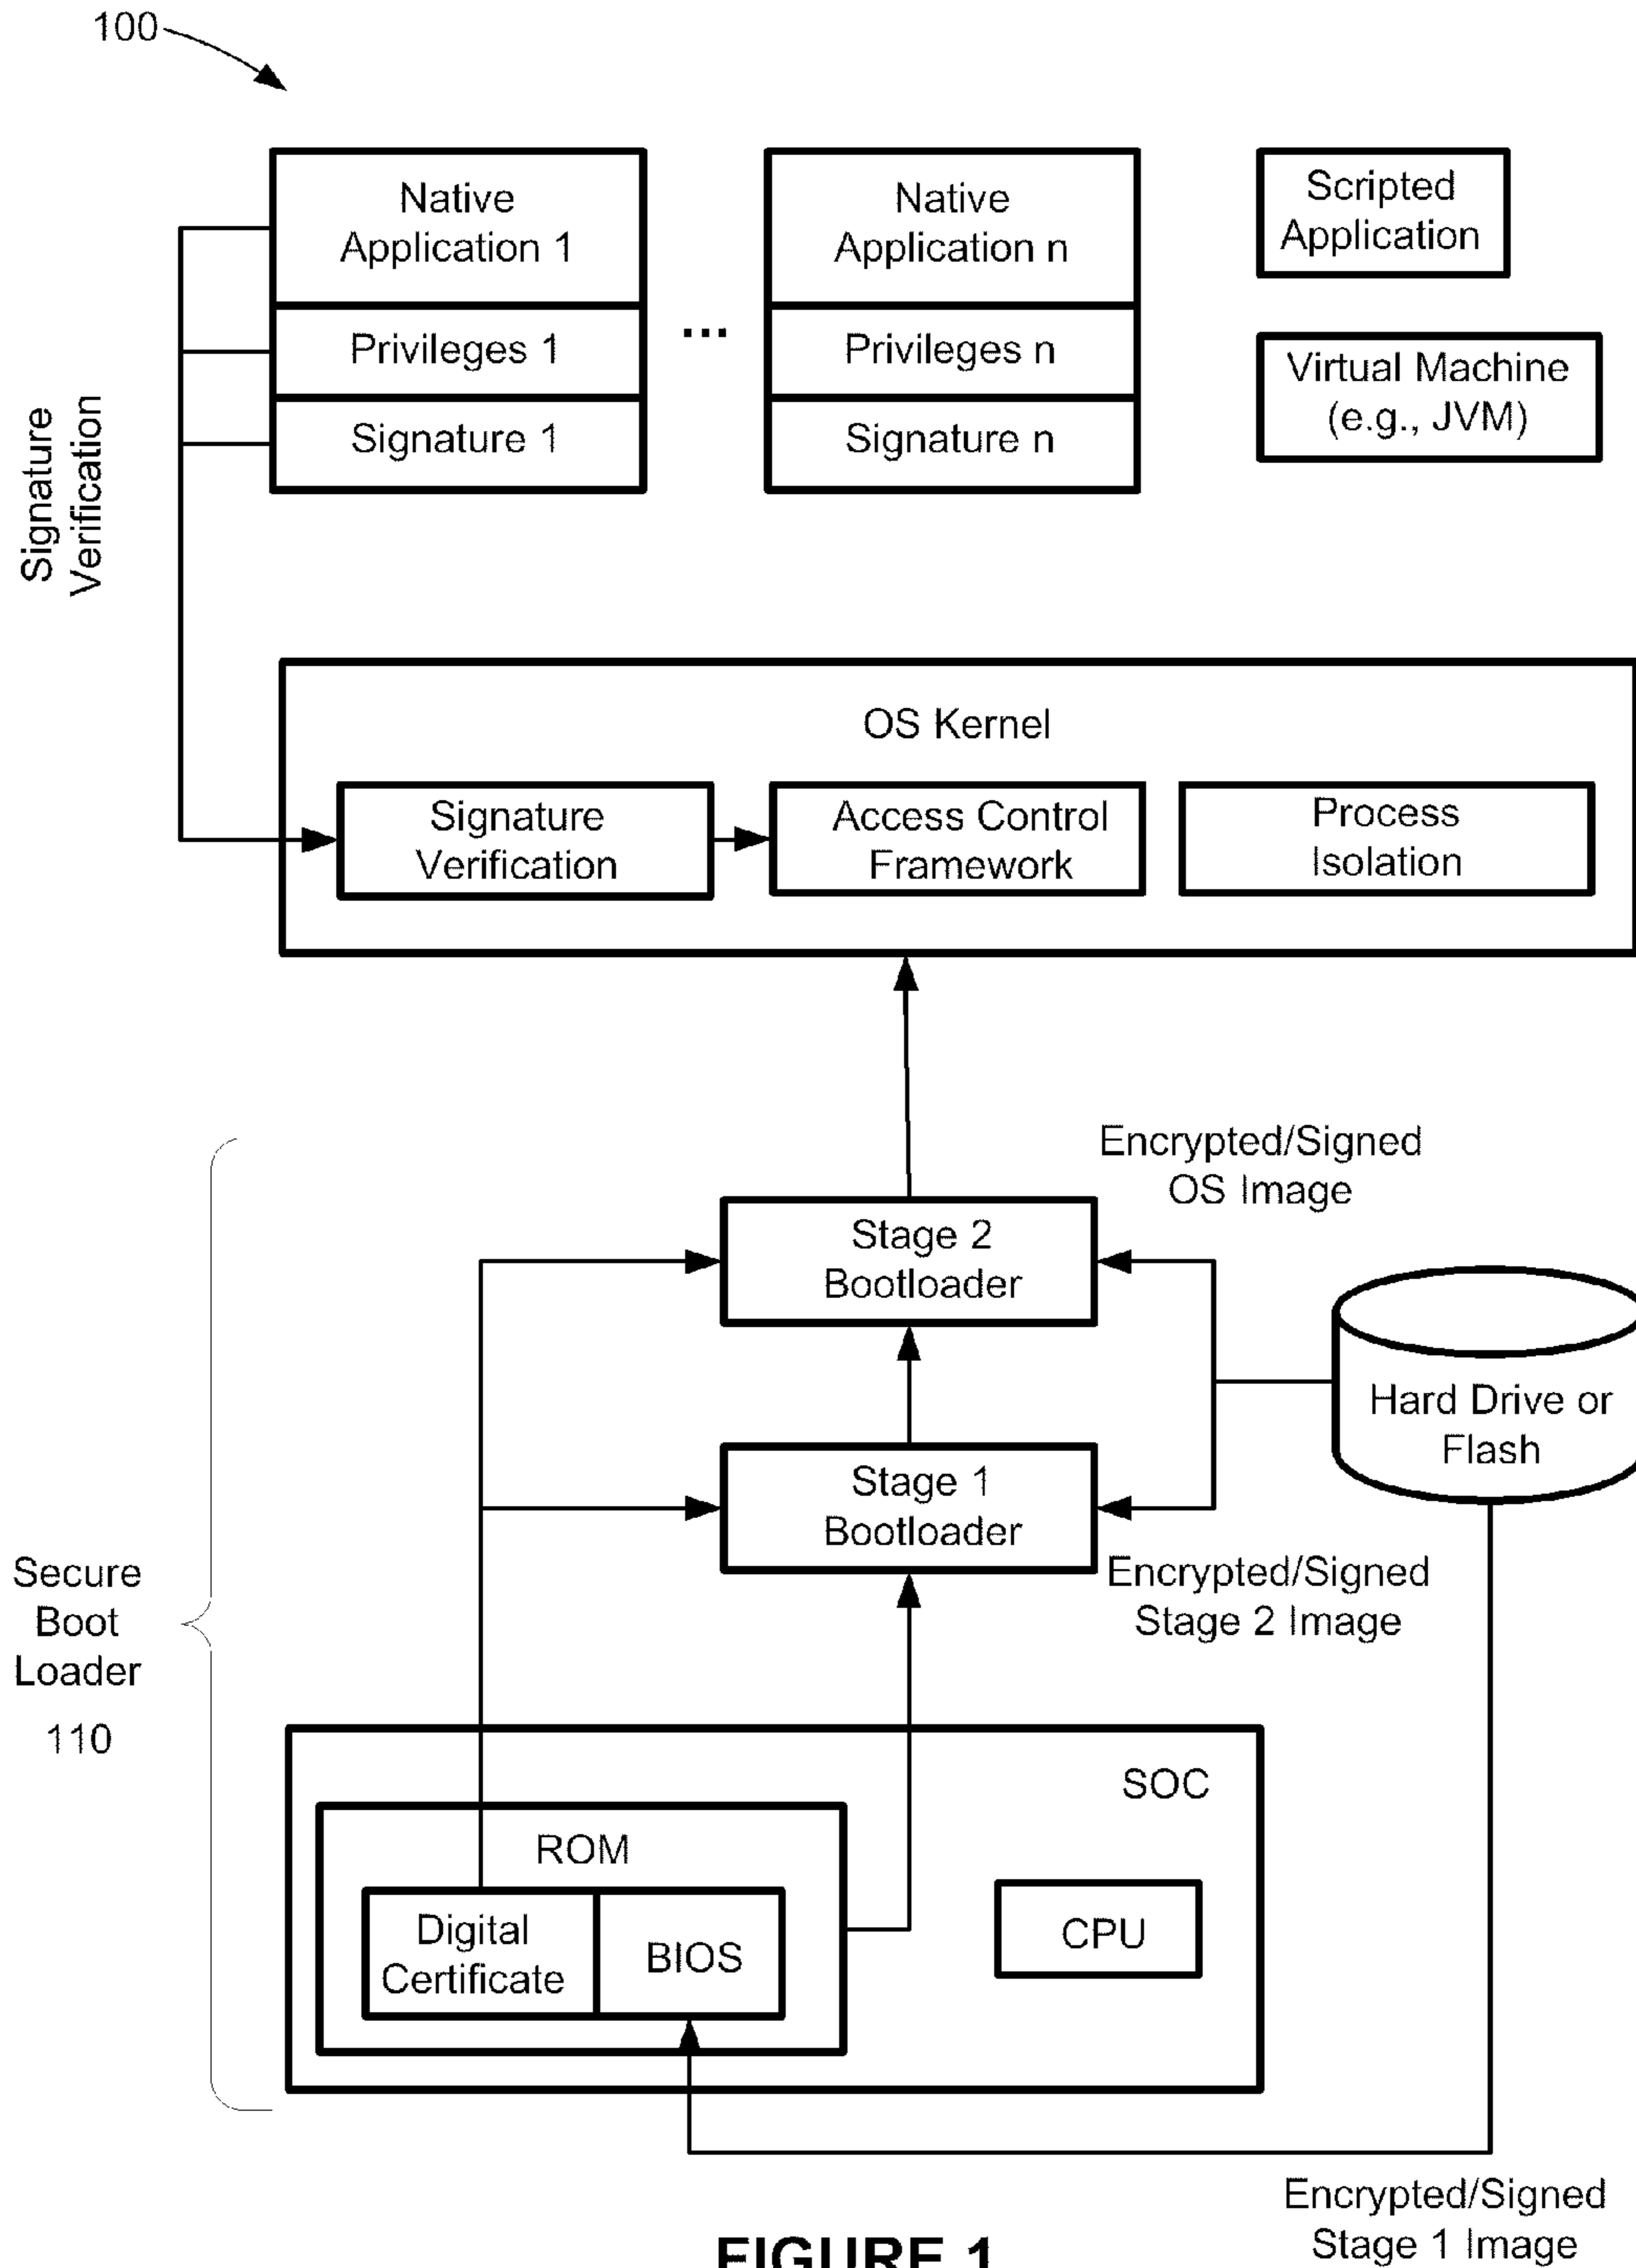 100
Native
Application 1
Privileges 1
Signature 1
...
Native
Application n
Privileges n
Signature n
Scripted
Application
Virtual Machine
(e.g., JVM)
Signature
Verification
OS Kernel
Signature
Verification
Access Control
Framework
Process
Isolation
Encrypted/Signed
OS Image
Stage 2
Bootloader
Hard Drive or
Flash
Stage 1
Bootloader
Encrypted/Signed
Stage 2 Image
Secure
Boot
Loader
110
SOC
ROM
Digital
Certificate
BIOS
CPU
Encrypted/Signed
Stage 1 Image
FIGURE 1